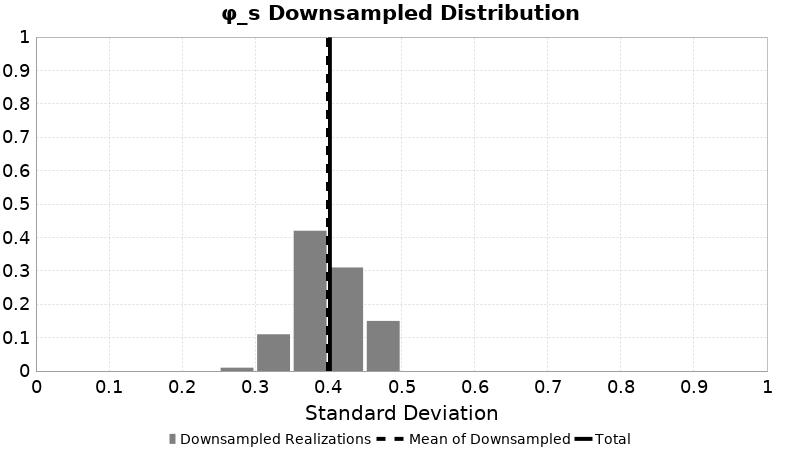 φ_s Downsampled Distribution
1
0.9
0.8
0.7
0.6
0.5
0.4
0.3
0.2
0.1
0
0 0.1 0.2 0.3 0.4 0.5 0.6 0.7 0.8 0.9 1
Standard Deviation
Downsampled Realizations Mean of Downsampled Total